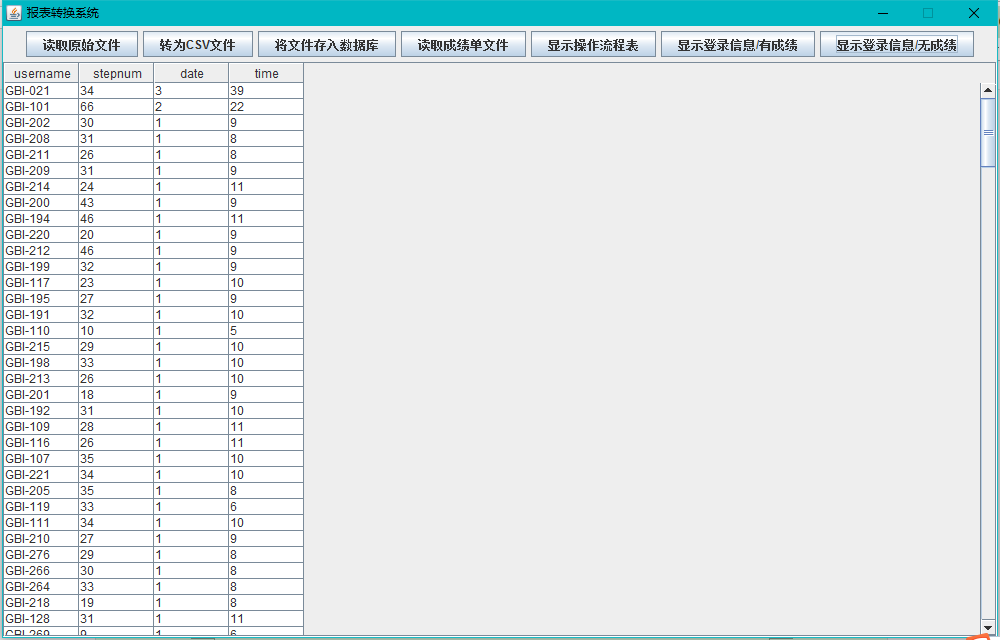 报表转换系统
读取原始文件 转为CSV文件 将文件存入数据库 读取成绩单文件 显示操作流程表 显示登录信息/有成绩 显示登录信息/无成绩
username stepnum date time
GBI-021 34 3 39
GBI-101 66 2 22
GBI-202 30 1 9
GBI-208 31 1 8
GBI-211 26 1 8
GBI-209 31 1 9
GBI-214 24 1 11
GBI-200 43 1 9
GBI-194 46 1 11
GBI-220 20 1 9
GBI-212 46 1 9
GBI-199 32 1 9
GBI-117 23 1 10
GBI-195 27 1 9
GBI-191 32 1 10
GBI-110 10 1 5
GBI-215 29 1 10
GBI-198 33 1 10
GBI-213 26 1 10
GBI-201 18 1 9
GBI-192 31 1 10
GBI-109 28 1 11
GBI-116 26 1 11
GBI-107 35 1 10
GBI-221 34 1 10
GBI-205 35 1 8
GBI-119 33 1 6
GBI-111 34 1 10
GBI-210 27 1 9
GBI-276 29 1 8
GBI-266 30 1 8
GBI-264 33 1 8
GBI-218 19 1 8
GBI-128 31 1 11
GBI-269 9 1 6